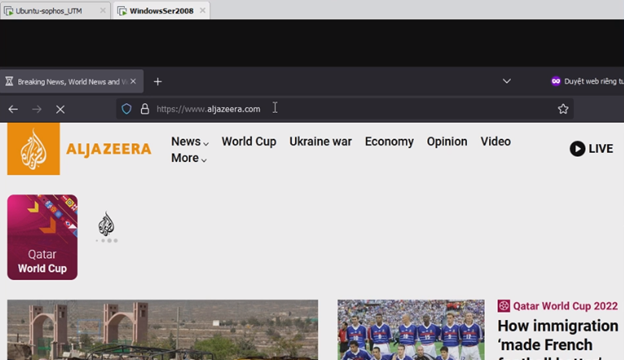 Ubuntu-sophos_UTM
WindowsSer2008
Breaking News, World News and
Duyệt web riêng tư
https://www.aljazeera.com
ALJAZEERA
News
World Cup
Ukraine war
Economy
Opinion
Video
More
LIVE
Qatar
World Cup
Qatar World Cup 2022
How immigration
‘made French